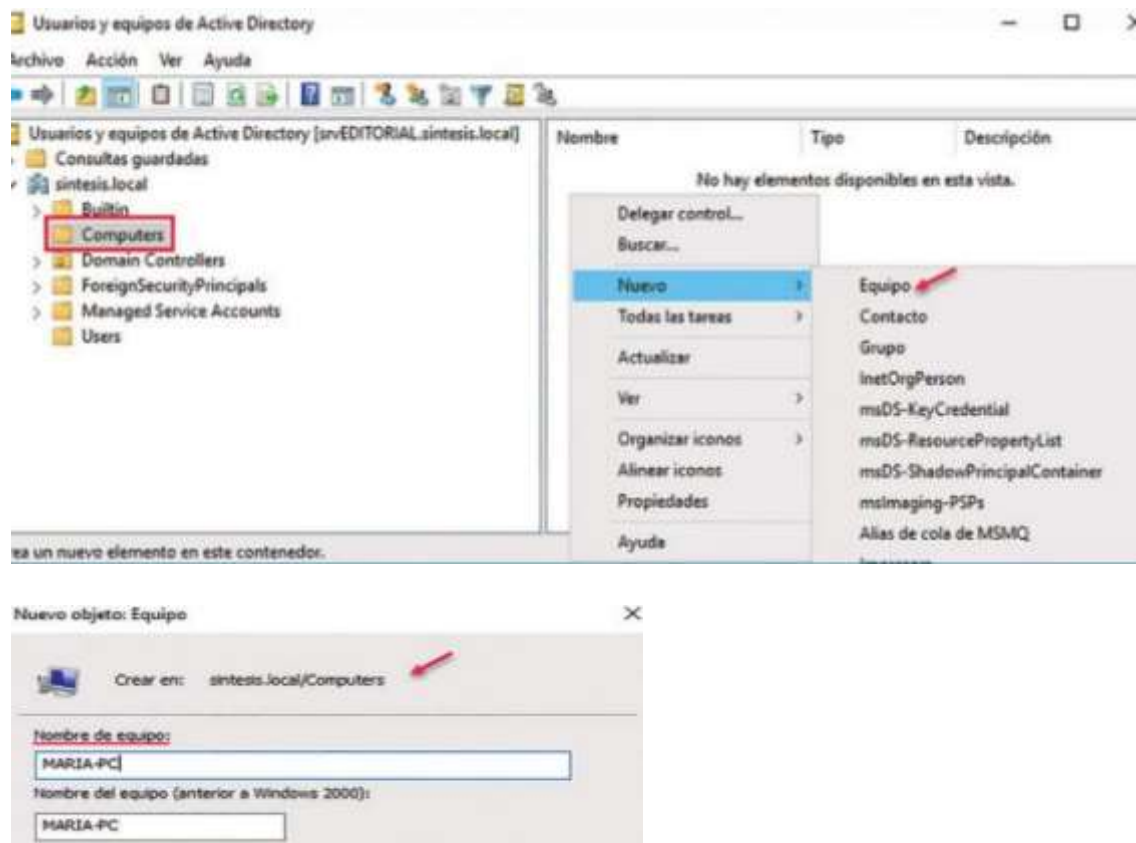 Usuarios y equipos de Active Directory
Archivo Acción Ver Ayuda
Usuarios y equipos de Active Directory [srvEDITORIAL.sintesis.local]
Consultas guardadas
sintesis.local
Builtin
Computers
Domain Controllers
ForeignSecurityPrincipals
Managed Service Accounts
Users
Nombre Tipo Descripción
No hay elementos disponibles en esta vista.
Delegar control...
Buscar...
Nuevo
Todas las tareas
Actualizar
Ver
Organizar iconos
Alinear iconos
Propiedades
Ayuda
Equipo
Contacto
Grupo
InetOrgPerson
msDS-KeyCredential
msDS-ResourcePropertyList
msDS-ShadowPrincipalContainer
msImaging-PSPs
Alias de cola de MSMQ
ea un nuevo elemento en este contenedor.
Nuevo objeto: Equipo
Crear en: sintesis.local/Computers
Nombre de equipo:
MARIA-PC
Nombre del equipo (anterior a Windows 2000):
MARIA-PC